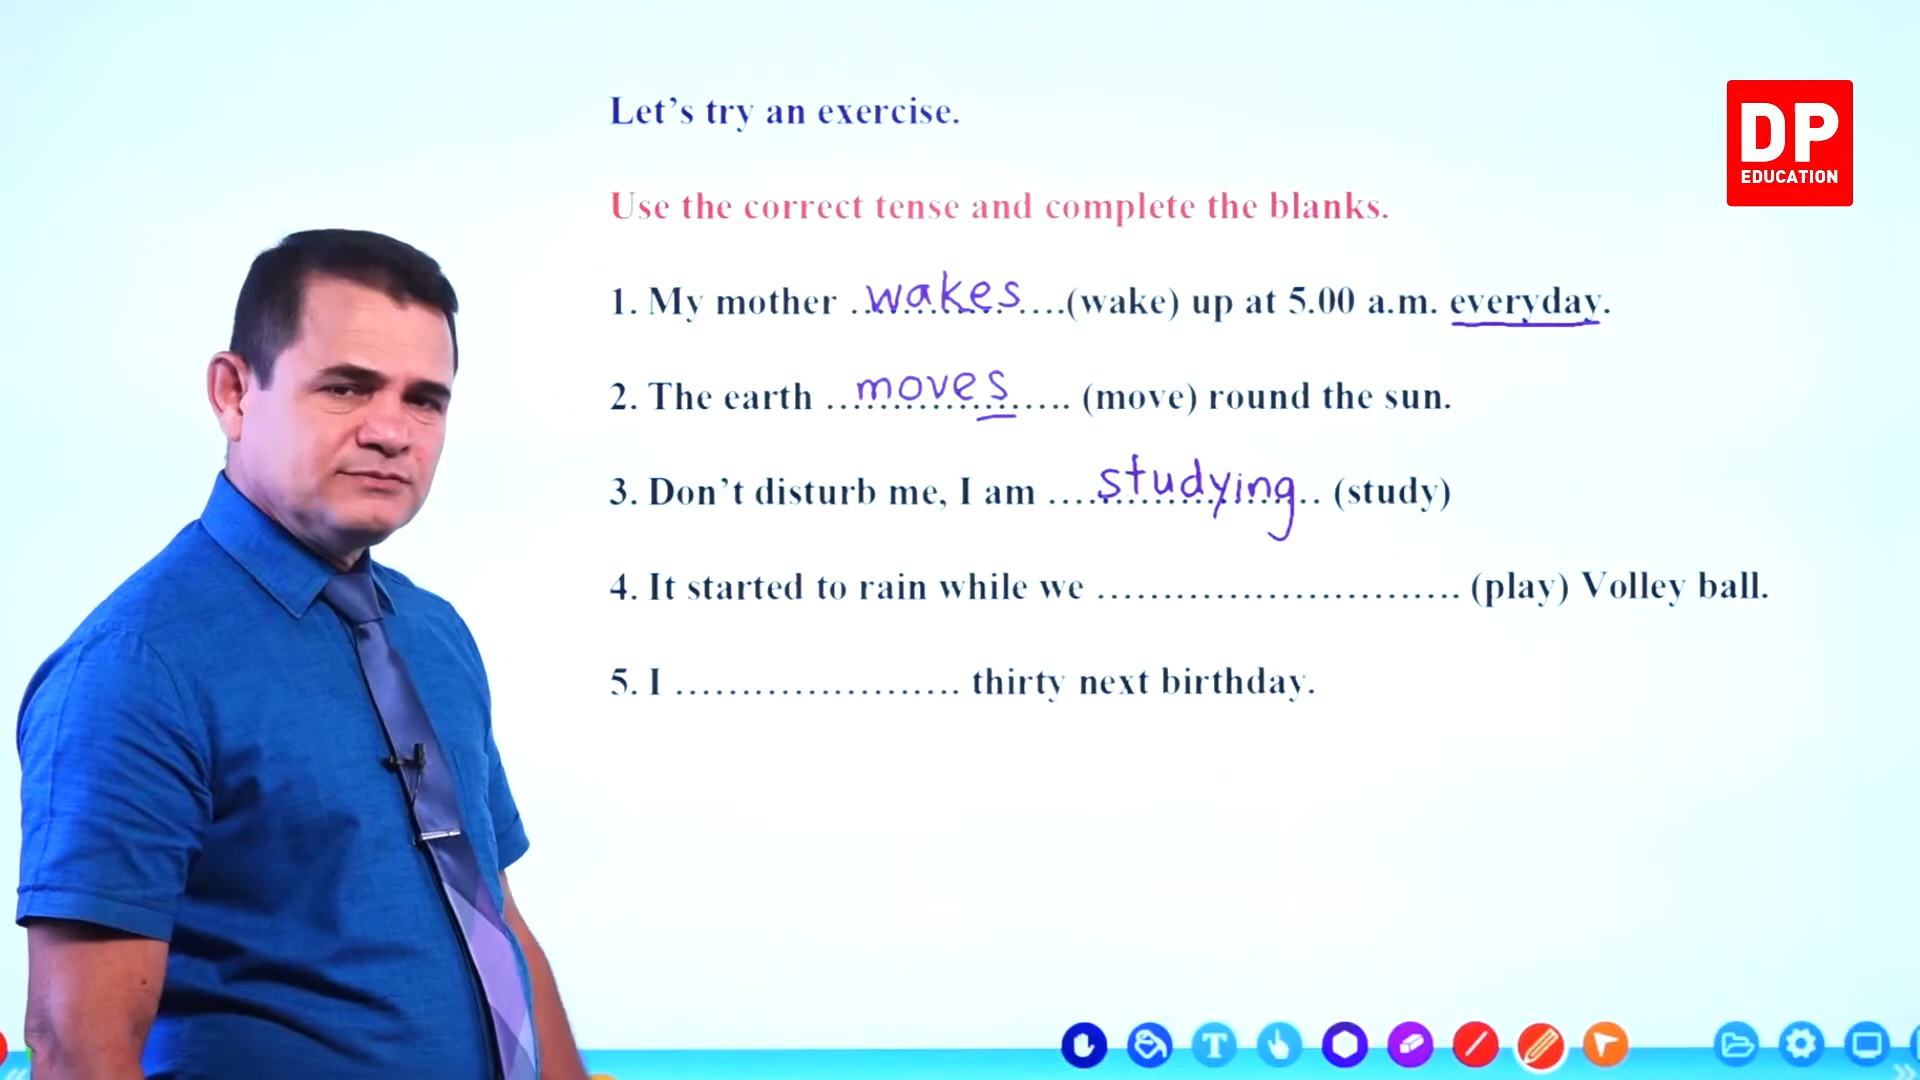 Let's try an exercise.
DP
EDUCATION
Use the correct tense and complete the blanks.
1. My mother ..wakes....(wake) up at 5.00 a.m. everyday.
2. The earth ...moves..... (move) round the sun.
3. Don't disturb me, I am ....studying.. (study)
4. It started to rain while we ............................ (play) Volley ball.
5. I ...................... thirty next birthday.